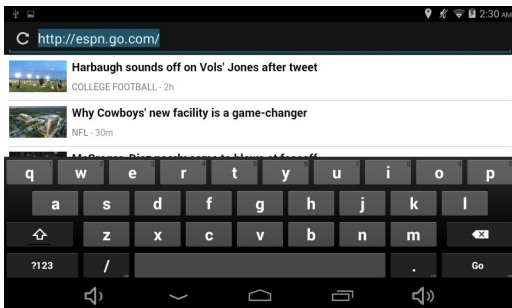 2:30 AM
http://espn.go.com/
Harbaugh sounds off on Vols' Jones after tweet
COLLEGE FOOTBALL - 2h
Why Cowboys' new facility is a game-changer
NFL - 30m
q w e r t y u i o p
a s d f g h j k l
z x c v b n m
?123 / . Go